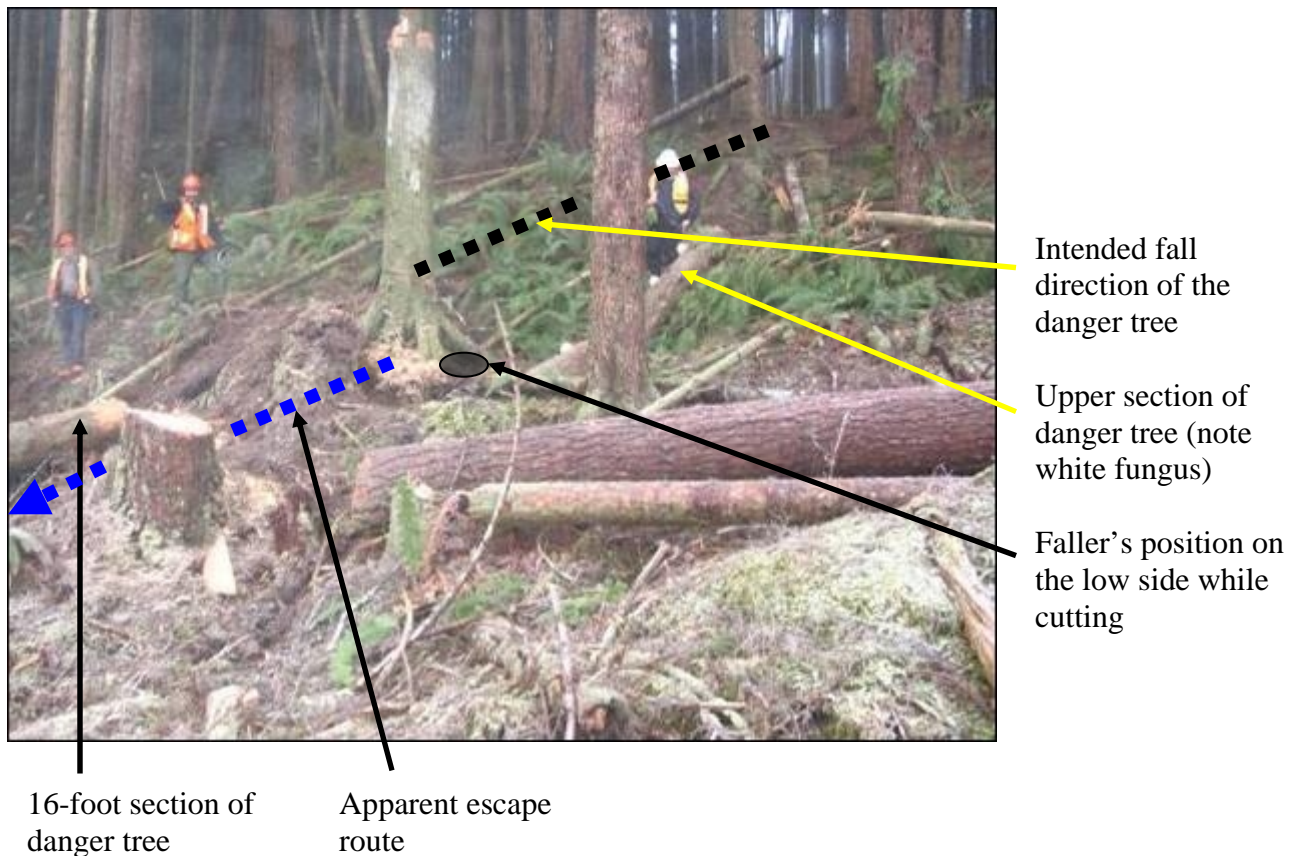 Intended fall
direction of the
danger tree
Upper section of
danger tree (note
white fungus)
Faller’s position on
the low side while
cutting
16-foot section of
danger tree
Apparent escape
route